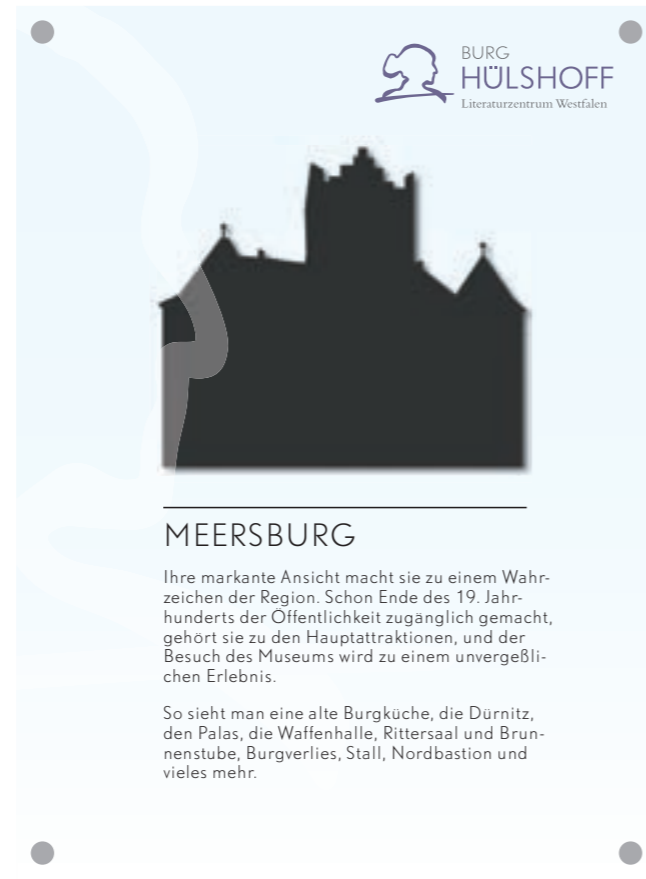 BURG
HÜLSHOFF
Literaturzentrum Westfalen
MEERSBURG
Ihre markante Ansicht macht sie zu einem Wahr-
zeichen der Region. Schon Ende des 19. Jahr-
hunderts der Öffentlichkeit zugänglich gemacht,
gehört sie zu den Hauptattraktionen, und der
Besuch des Museums wird zu einem unvergeßli-
chen Erlebnis.
So sieht man eine alte Burgküche, die Dürnitz,
den Palas, die Waffenhalle, Rittersaal und Brun-
nenstube, Burgverlies, Stall, Nordbastion und
vieles mehr.